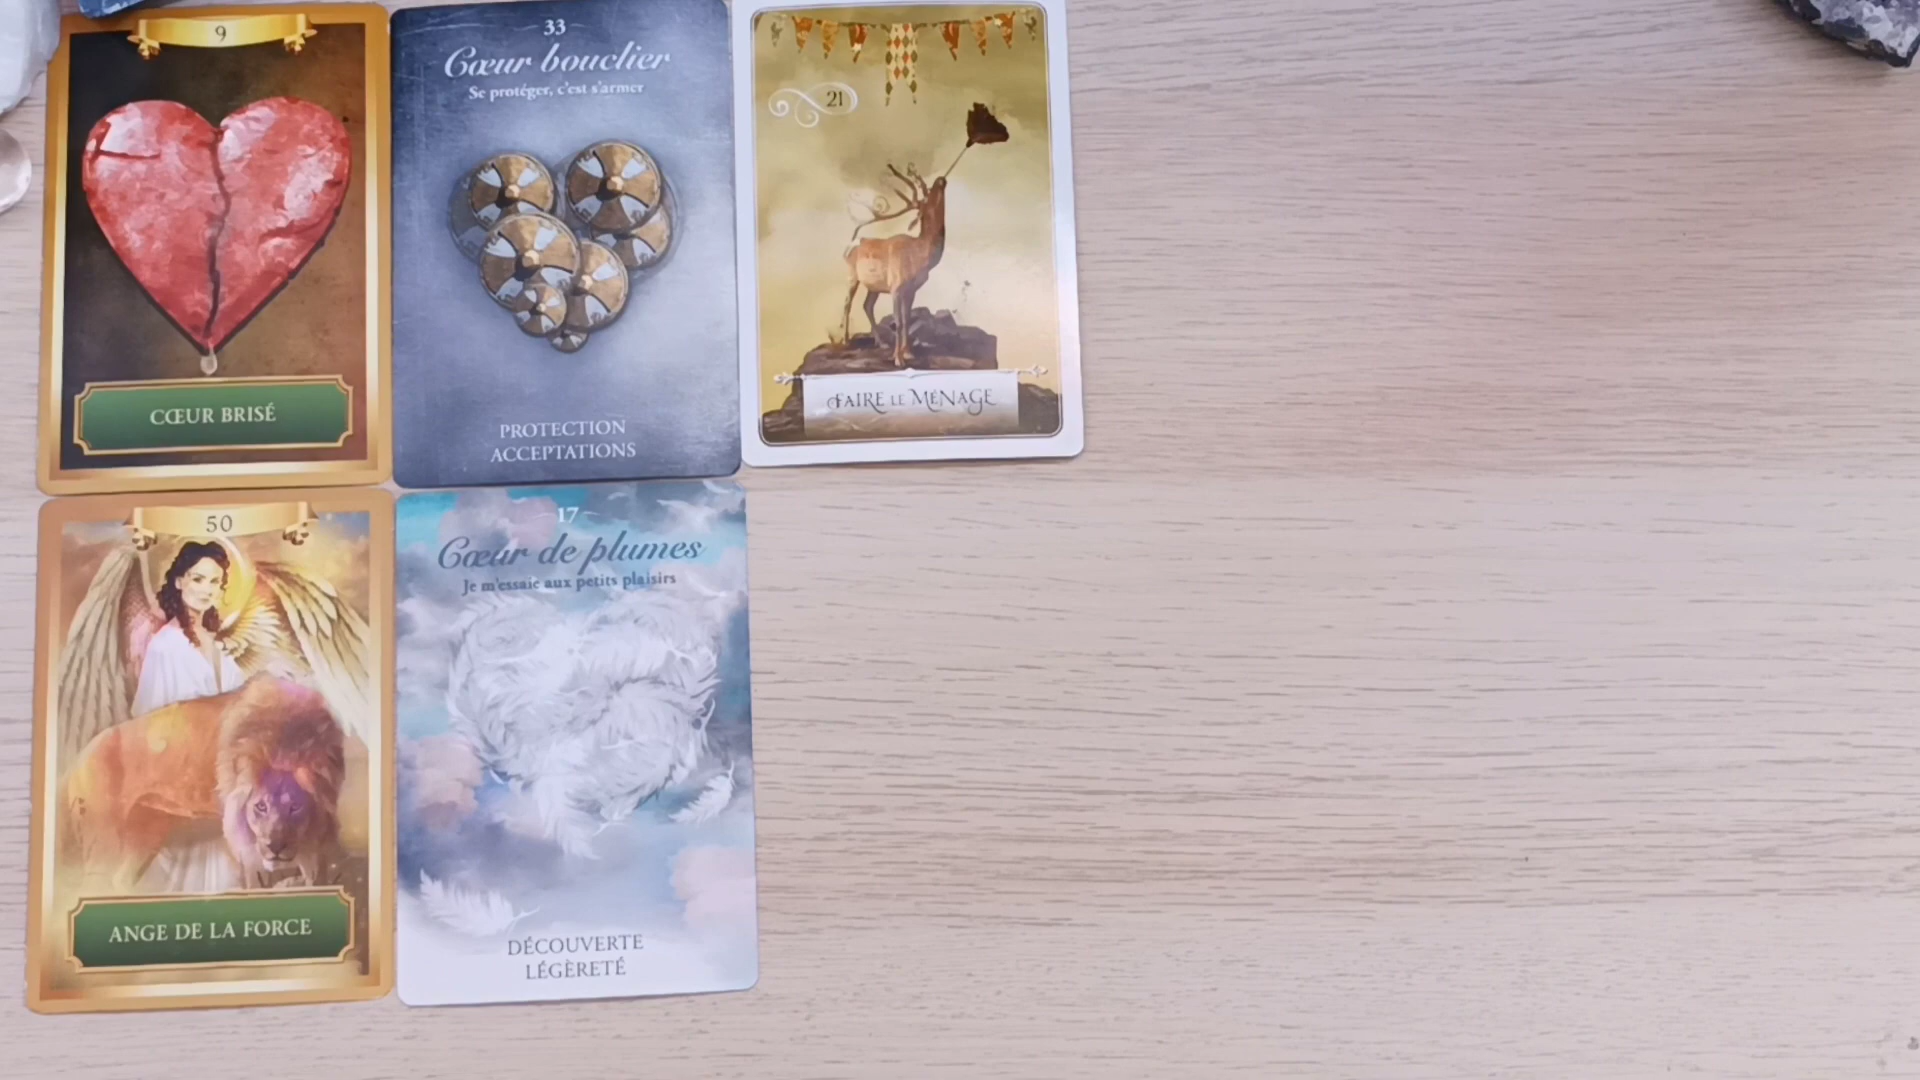 9
CŒUR BRISÉ
33
Cœur bouclier
Se protéger, c'est s'armer
PROTECTION
ACCEPTATIONS
21
FAIRE LE MÉNAGE
50
ANGE DE LA FORCE
17
Cœur de plumes
Je m'essaie aux petits plaisirs
DÉCOUVERTE
LÉGÈRETÉ